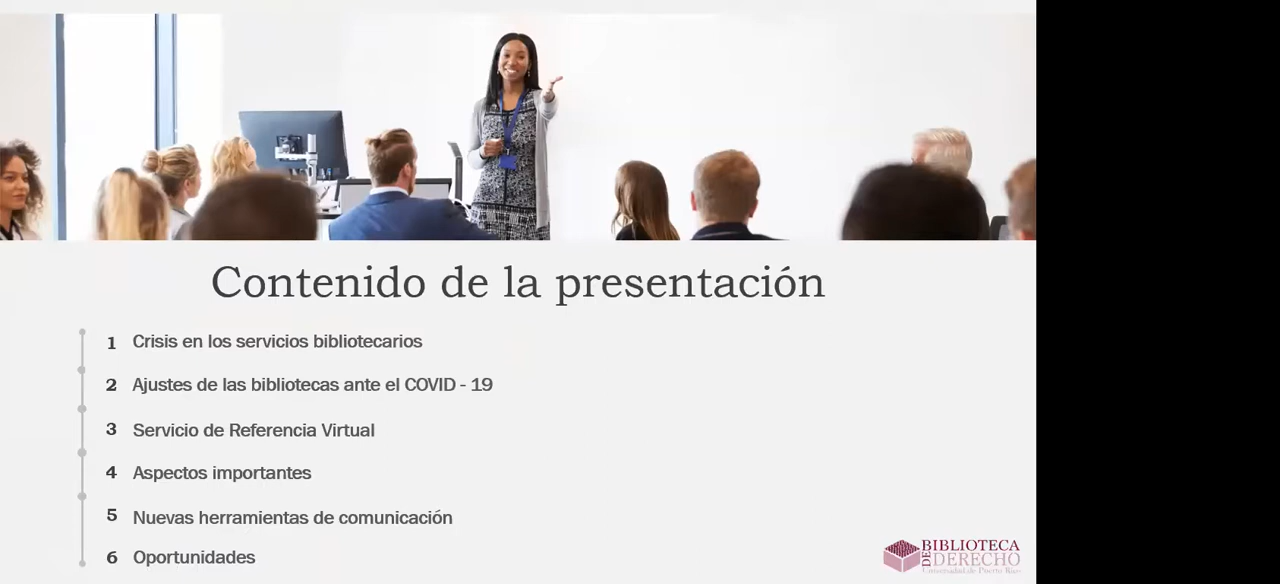 Contenido de la presentación
1 Crisis en los servicios bibliotecarios
2 Ajustes de las bibliotecas ante el COVID - 19
3 Servicio de Referencia Virtual
4 Aspectos importantes
5 Nuevas herramientas de comunicación
6 Oportunidades
BIBLIOTECA
DE DERECHO
Universidad de Puerto Rico